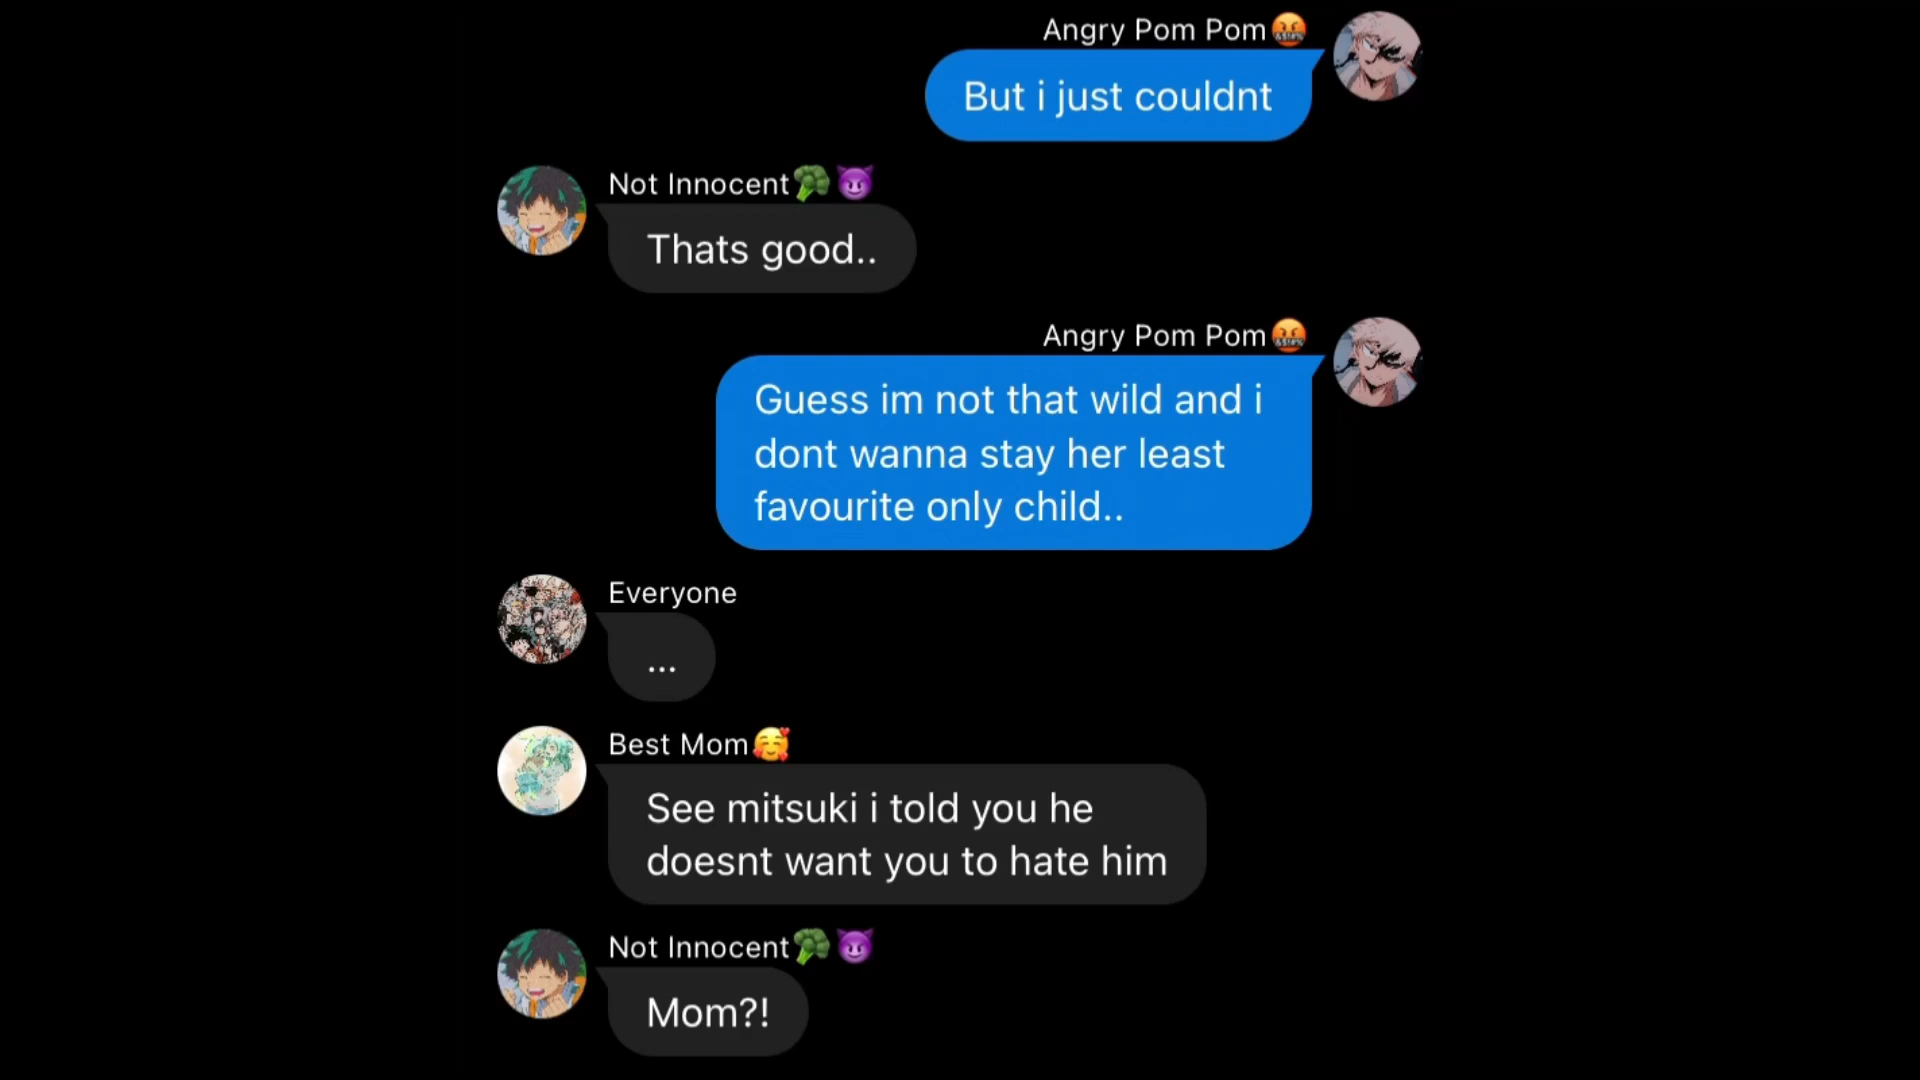 Angry Pom Pom🤬
But i just couldnt
Not Innocent🥦😈
Thats good..
Angry Pom Pom🤬
Guess im not that wild and i
dont wanna stay her least
favourite only child..
Everyone
...
Best Mom🥰
See mitsuki i told you he
doesnt want you to hate him
Not Innocent🥦😈
Mom?!